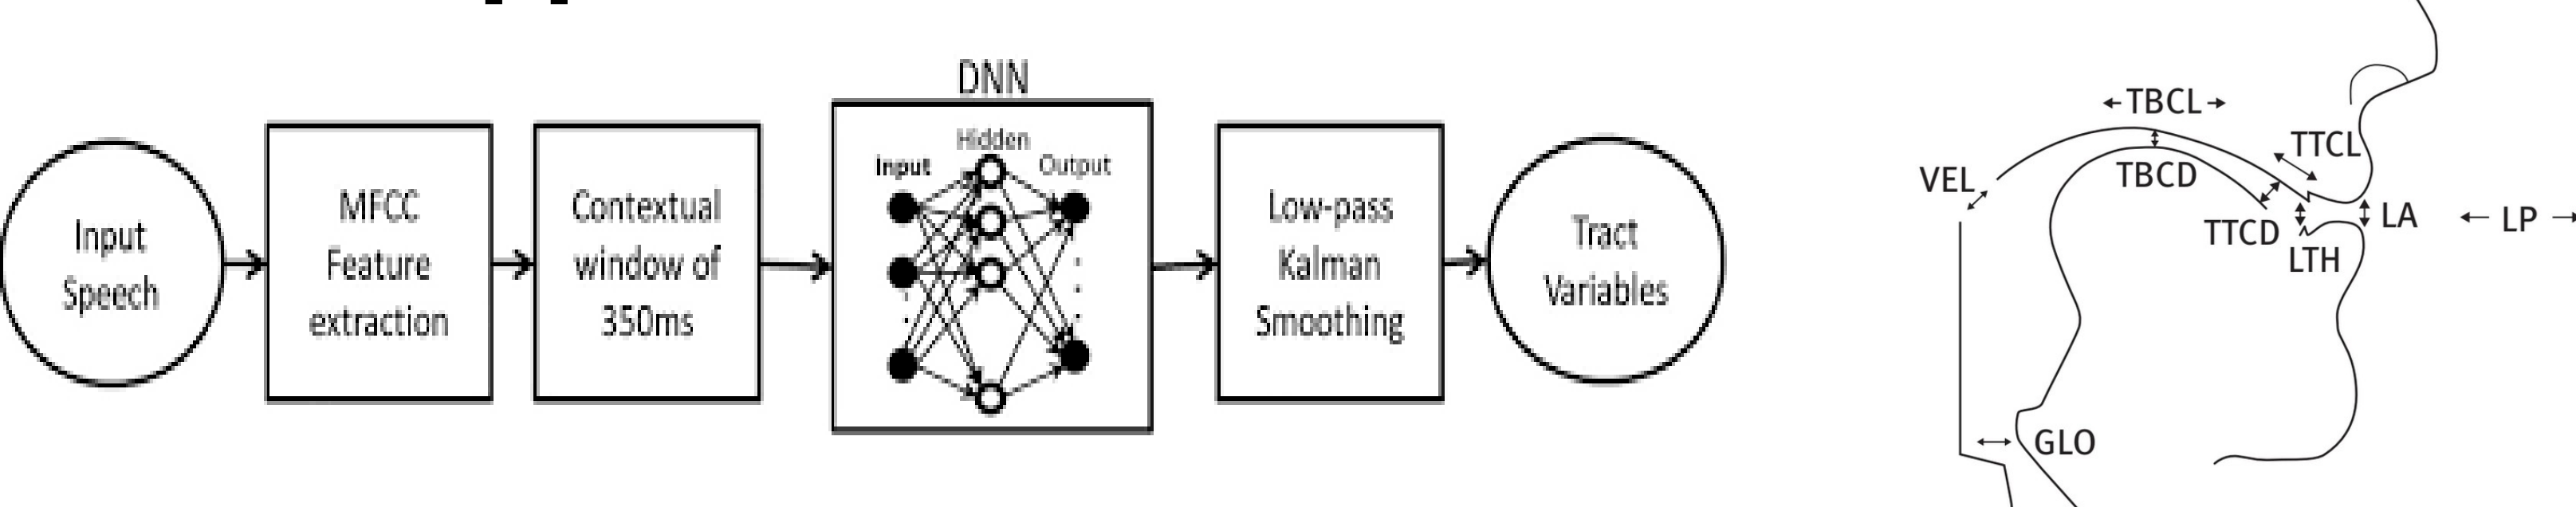 Input
Speech
MFCC
Feature
extraction
Contextual
window of
350ms
DNN
Hidden
Input
Output
Low-pass
Kalman
Smoothing
Tract
Variables
TBCL
TTCL
VEL
TBCD
TTCD
LA
LP
LTH
GLO